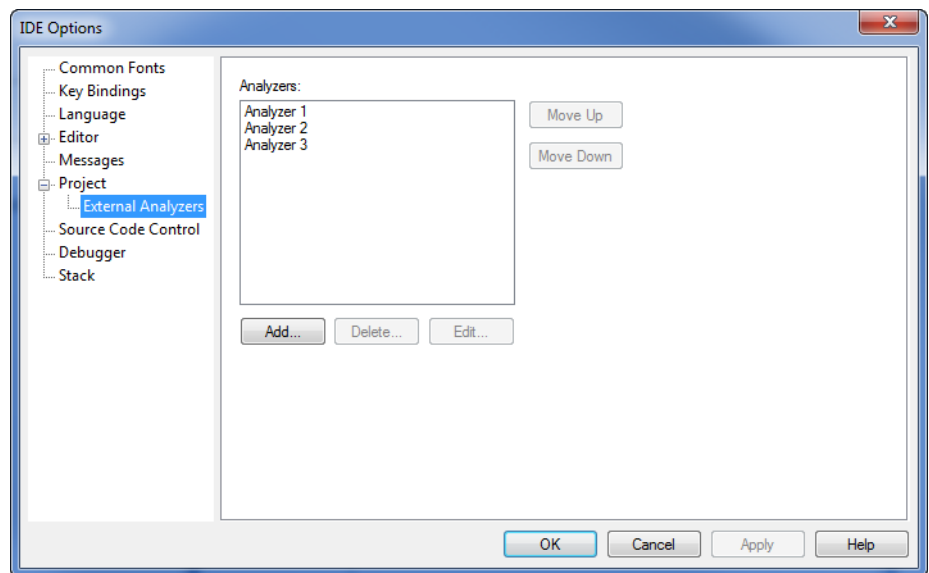 IDE Options
Common Fonts
Key Bindings
Language
Editor
Messages
Project
External Analyzers
Source Code Control
Debugger
Stack
Analyzers:
Analyzer 1
Analyzer 2
Analyzer 3
Move Up
Move Down
Add... Delete... Edit...
OK Cancel Apply Help